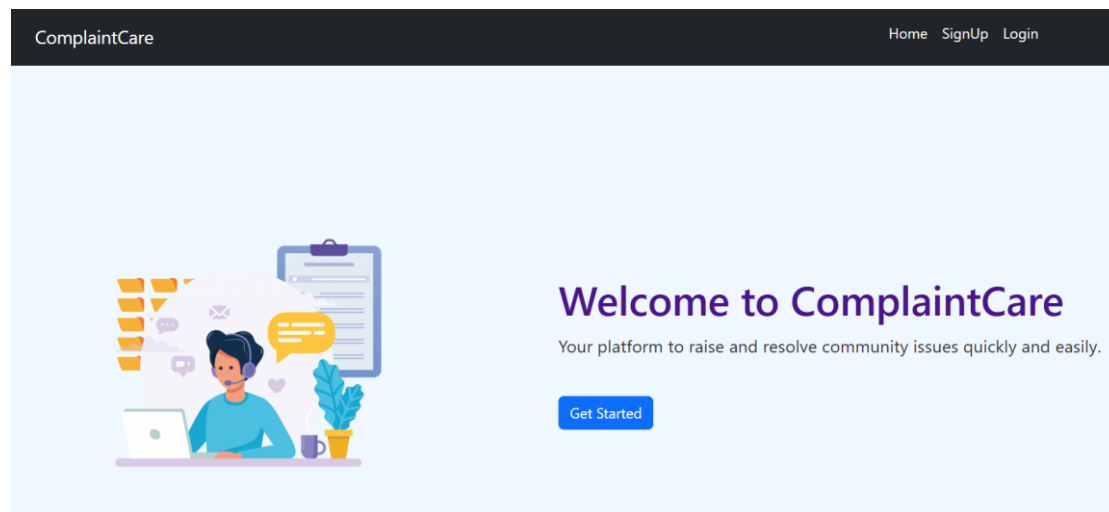 ComplaintCare
Home SignUp Login
Welcome to ComplaintCare
Your platform to raise and resolve community issues quickly and easily.
Get Started